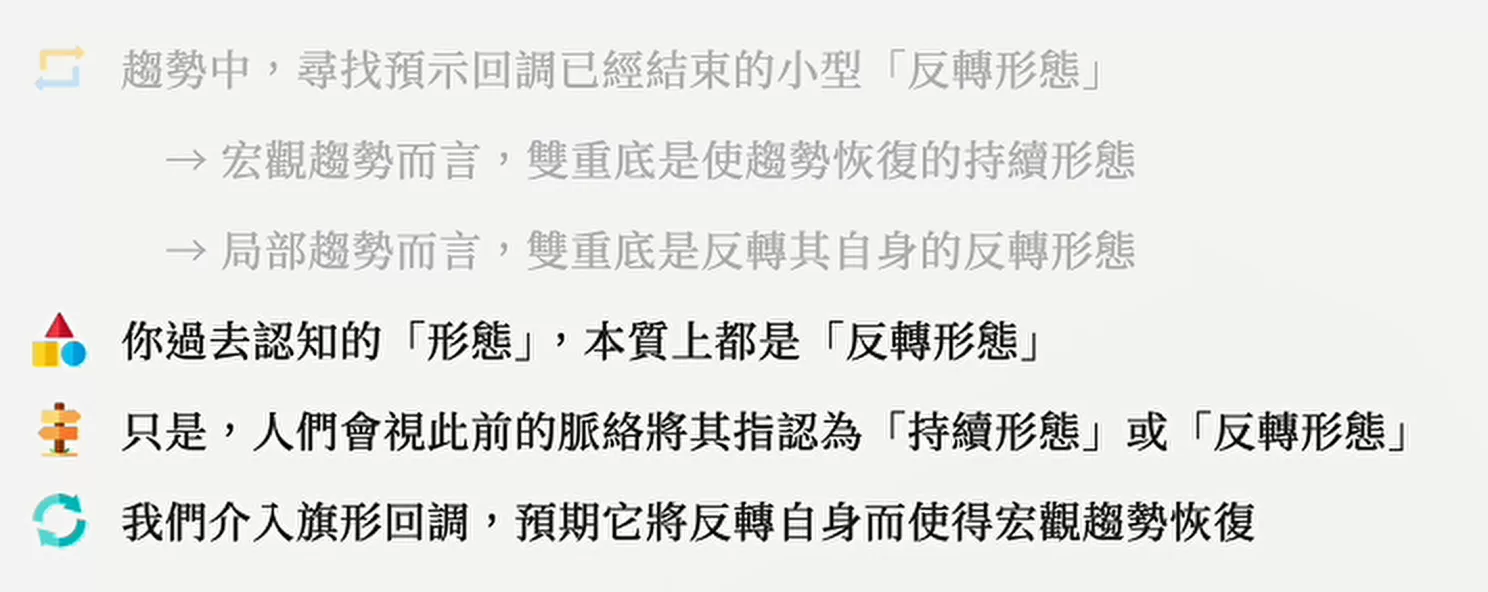 趨勢中，尋找預示回調已經結束的小型「反轉形態」
→ 宏觀趨勢而言，雙重底是使趨勢恢復的持續形態
→ 局部趨勢而言，雙重底是反轉其自身的反轉形態
你過去認知的「形態」，本質上都是「反轉形態」
只是，人們會視此前的脈絡將其指認為「持續形態」或「反轉形態」
我們介入旗形回調，預期它將反轉自身而使得宏觀趨勢恢復